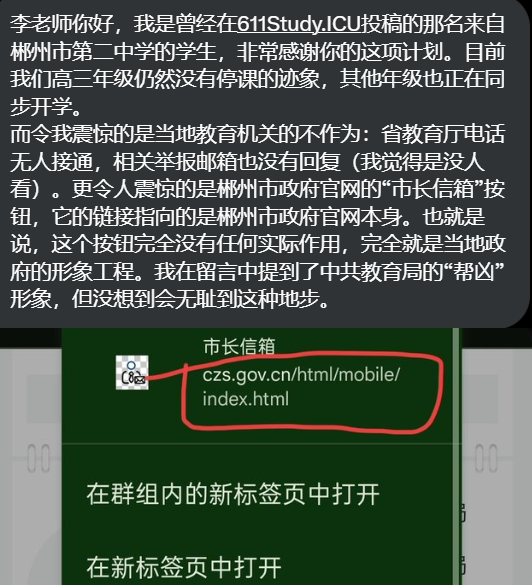 李老师你好，我是曾经在611Study.ICU投稿的那名来自
郴州市第二中学的学生，非常感谢你的这项计划。目前
我们高三年级仍然没有停课的迹象，其他年级也正在同
步开学。
而令我震惊的是当地教育机关的不作为：省教育厅电话
无人接通，相关举报邮箱也没有回复（我觉得是没人
看）。更令人震惊的是郴州市政府官网的“市长信箱”按
钮，它的链接指向的是郴州市政府官网本身。也就是
说，这个按钮完全没有任何实际作用，完全就是当地政
府的形象工程。我在留言中提到了中共教育局的“帮凶”
形象，但没想到会无耻到这种地步。
市长信箱
czs.gov.cn/html/mobile/
index.html
在群组内的新标签页中打开
在新标签页中打开